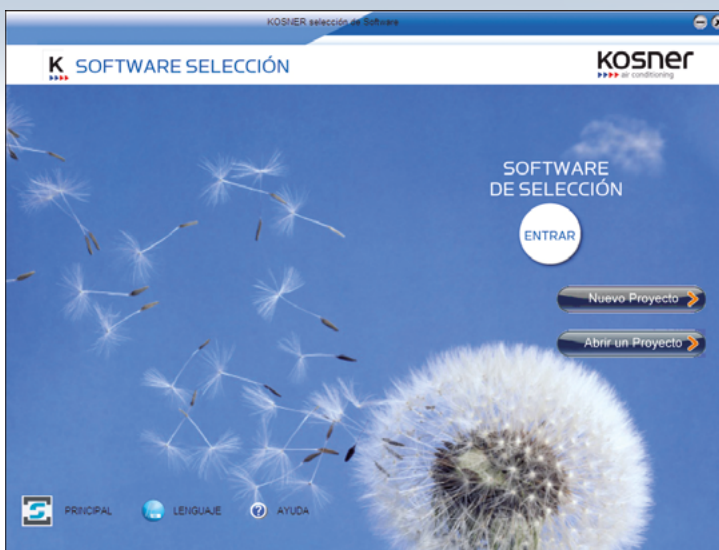 KOSNER selección de Software
K SOFTWARE SELECCIÓN
kosner
air conditioning
SOFTWARE
DE SELECCIÓN
ENTRAR
Nuevo Proyecto
Abrir un Proyecto
PRINCIPAL
LENGUAJE
? AYUDA